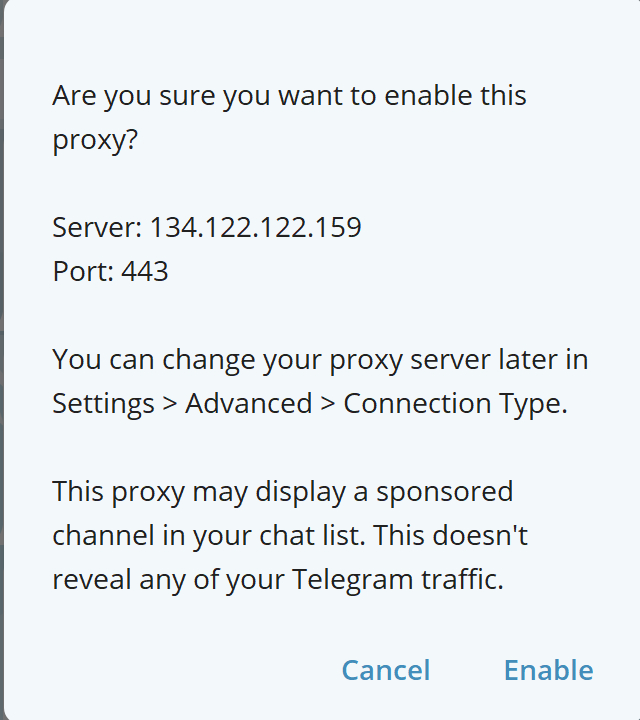 Are you sure you want to enable this
proxy?
Server: 134.122.122.159
Port: 443
You can change your proxy server later in
Settings > Advanced > Connection Type.
This proxy may display a sponsored
channel in your chat list. This doesn't
reveal any of your Telegram traffic.
Cancel Enable